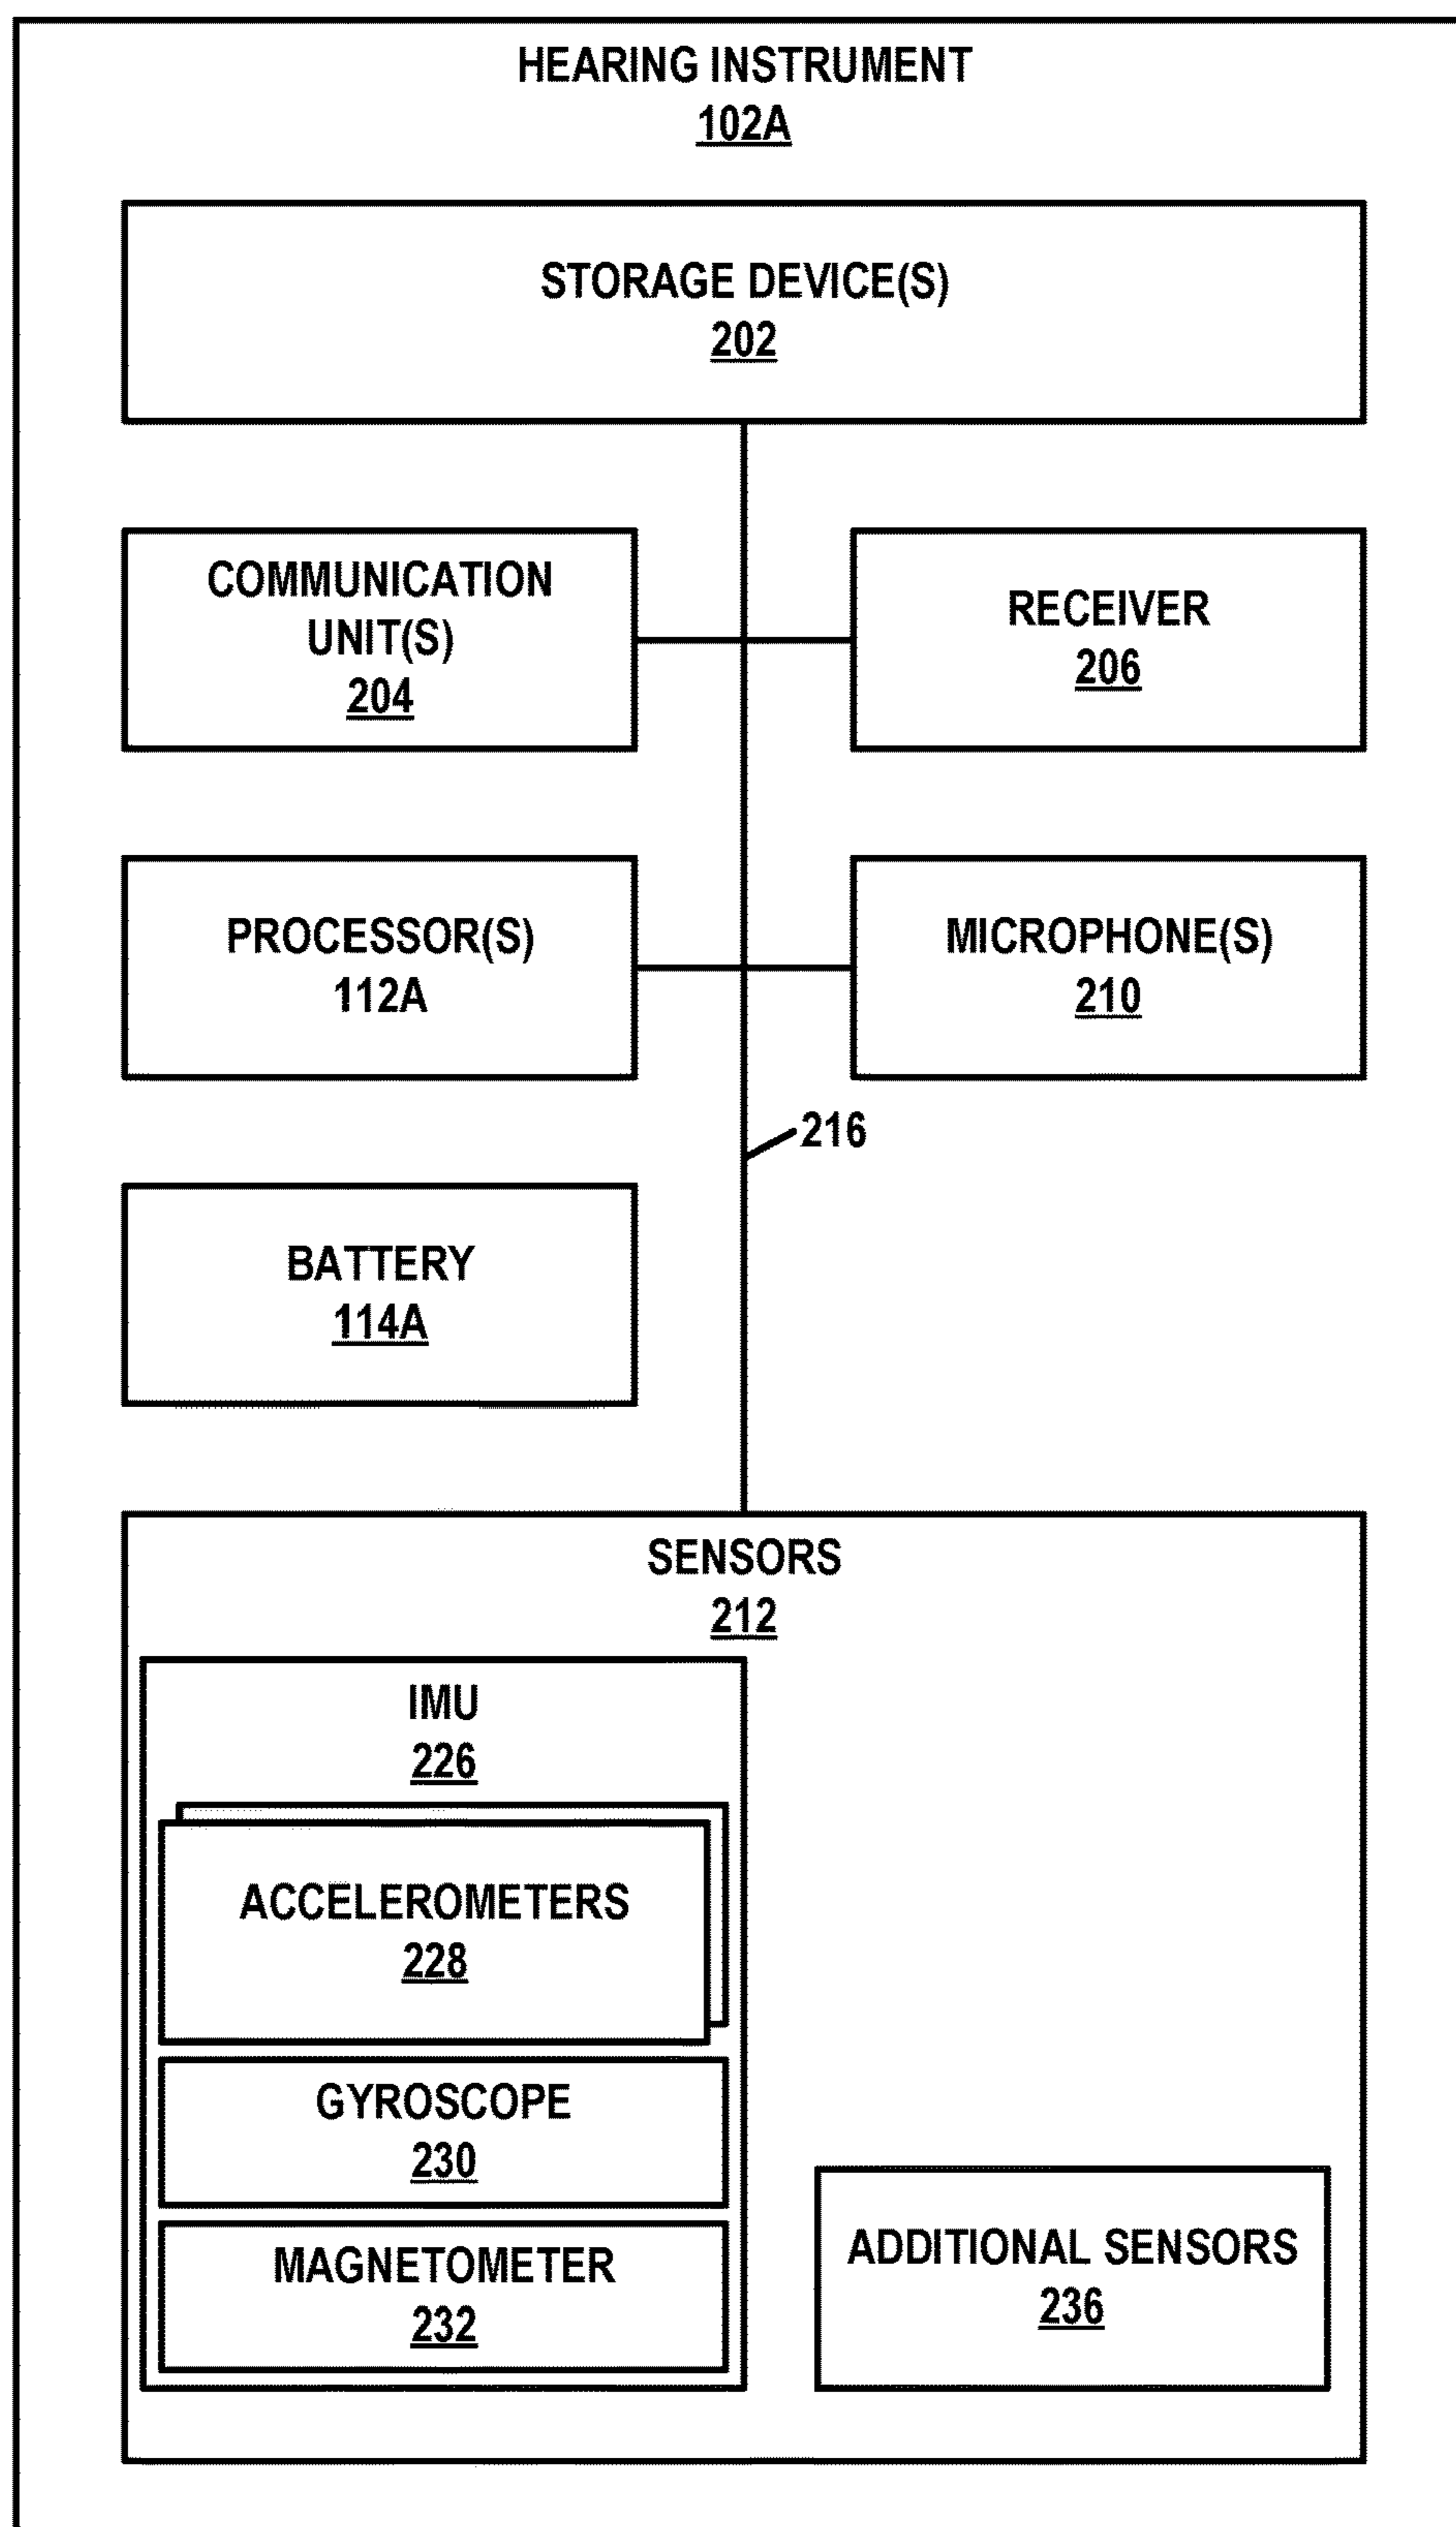 HEARING INSTRUMENT
102A
STORAGE DEVICE(S)
202
COMMUNICATION
UNIT(S)
204
RECEIVER
206
PROCESSOR(S)
112A
MICROPHONE(S)
210
216
BATTERY
114A
SENSORS
212
IMU
226
ACCELEROMETERS
228
GYROSCOPE
230
MAGNETOMETER
232
ADDITIONAL SENSORS
236